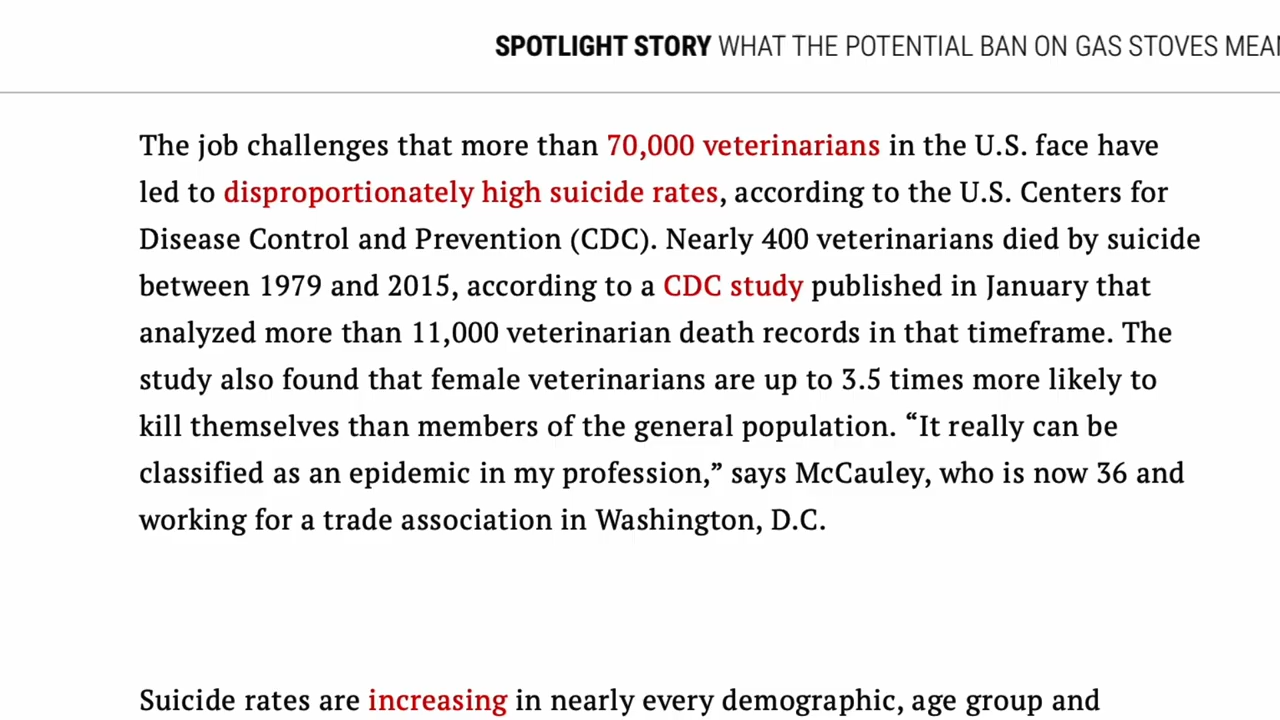 SPOTLIGHT STORY WHAT THE POTENTIAL BAN ON GAS STOVES MEAN
The job challenges that more than 70,000 veterinarians in the U.S. face have
led to disproportionately high suicide rates, according to the U.S. Centers for
Disease Control and Prevention (CDC). Nearly 400 veterinarians died by suicide
between 1979 and 2015, according to a CDC study published in January that
analyzed more than 11,000 veterinarian death records in that timeframe. The
study also found that female veterinarians are up to 3.5 times more likely to
kill themselves than members of the general population. “It really can be
classified as an epidemic in my profession,” says McCauley, who is now 36 and
working for a trade association in Washington, D.C.
Suicide rates are increasing in nearly every demographic, age group and